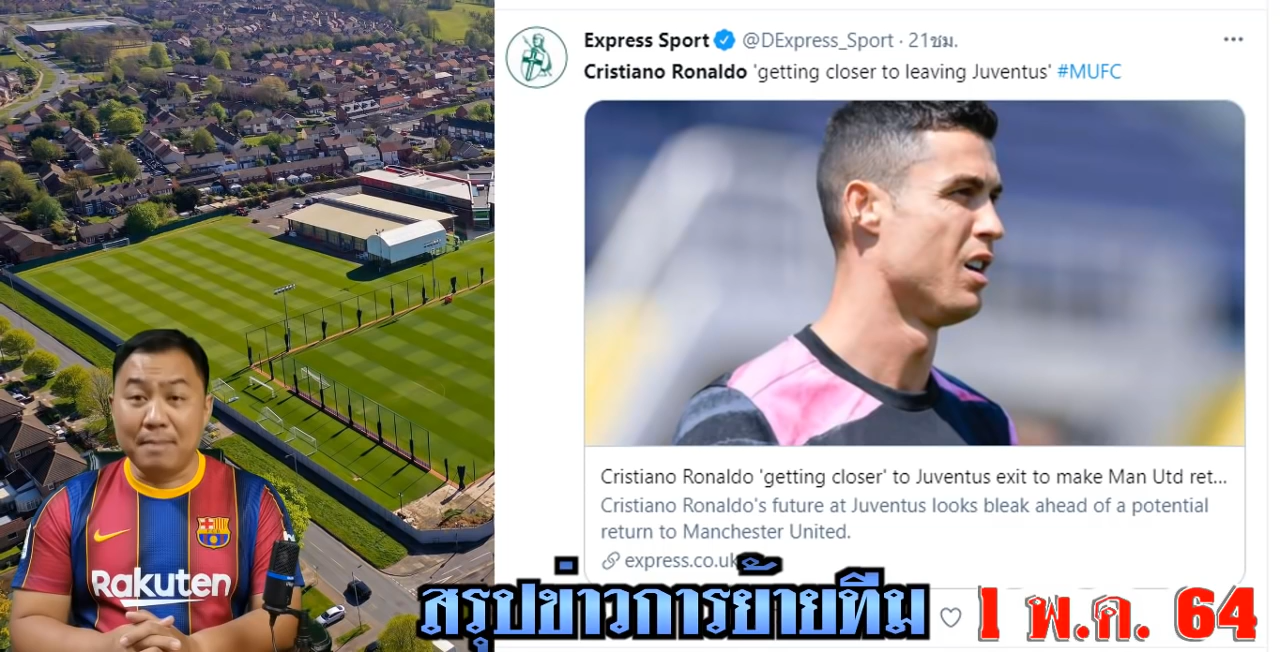 Express Sport @DExpress_Sport · 21ชม.
Cristiano Ronaldo 'getting closer to leaving Juventus' #MUFC
Cristiano Ronaldo 'getting closer' to Juventus exit to make Man Utd ret...
Cristiano Ronaldo's future at Juventus looks bleak ahead of a potential
return to Manchester United.
express.co.uk
Rakuten
สรุปข่าวการย้ายทีม
1 พ.ค. 64